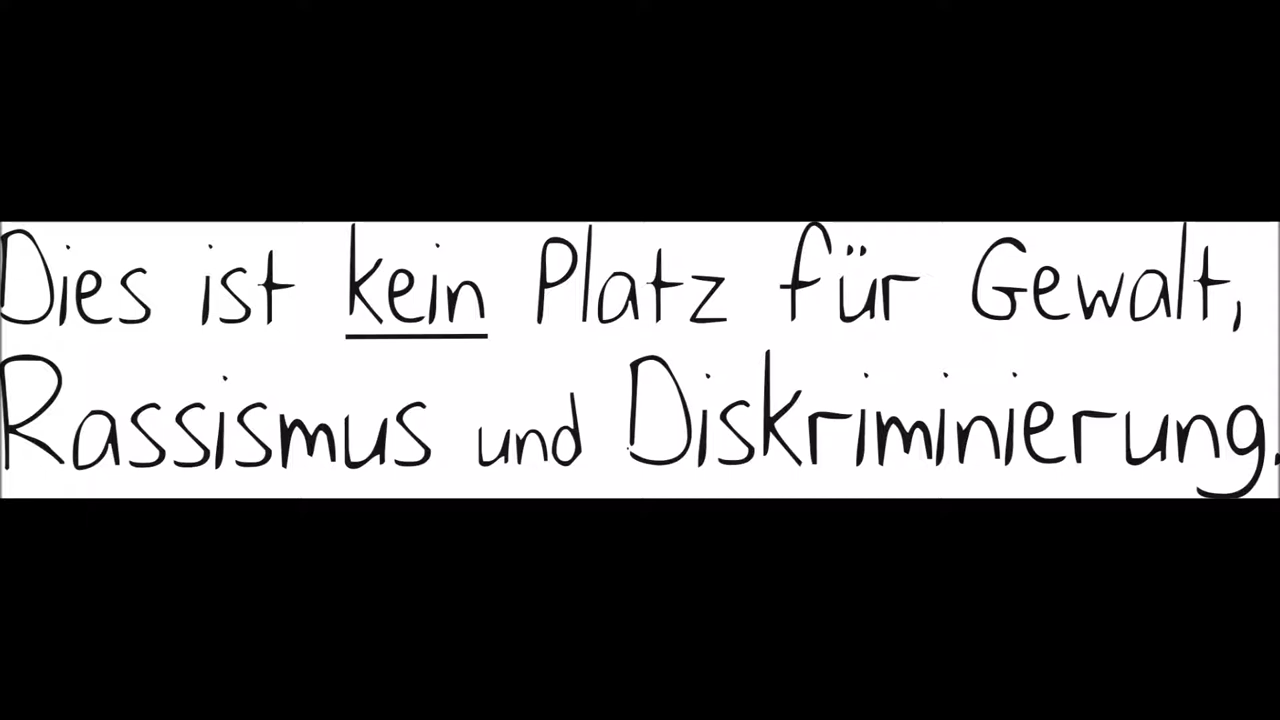 Dies ist kein Platz für Gewalt,
Rassismus und Diskriminierung.